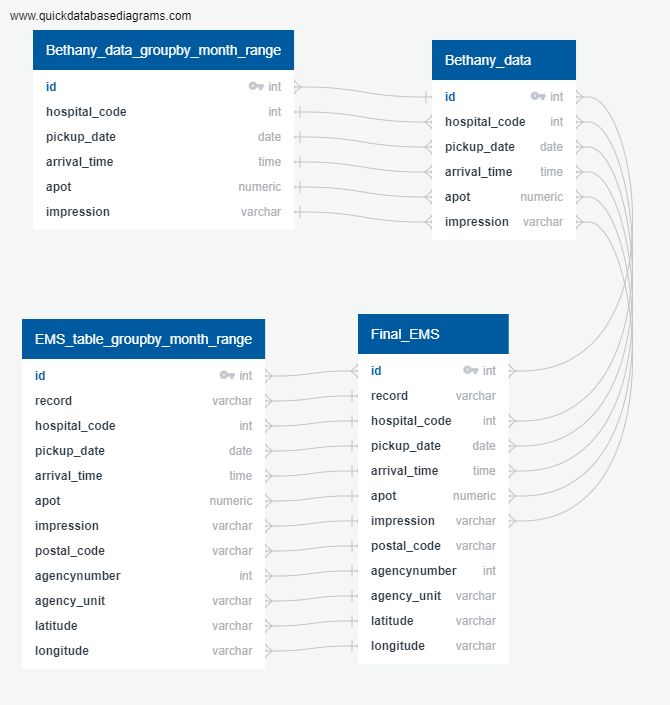 www.quickdatabasediagrams.com
Bethany_data_groupby_month_range
id int
hospital_code int
pickup_date date
arrival_time time
apot numeric
impression varchar
Bethany_data
id int
hospital_code int
pickup_date date
arrival_time time
apot numeric
impression varchar
EMS_table_groupby_month_range
id int
record varchar
hospital_code int
pickup_date date
arrival_time time
apot numeric
impression varchar
postal_code varchar
agencynumber int
agency_unit varchar
latitude varchar
longitude varchar
Final_EMS
id int
record varchar
hospital_code int
pickup_date date
arrival_time time
apot numeric
impression varchar
postal_code varchar
agencynumber int
agency_unit varchar
latitude varchar
longitude varchar